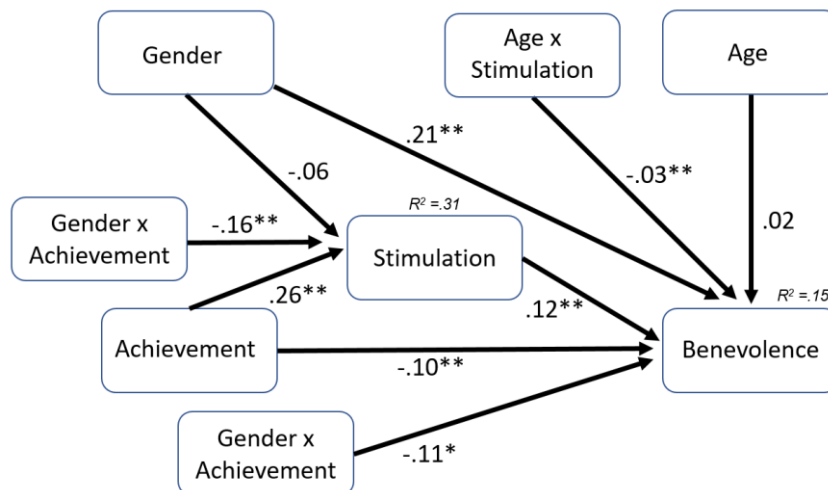 Gender
Age x
Stimulation
Age
.21**
-.06
-.03**
R² =.31
Gender x
Achievement
-.16**
Stimulation
.02
.26**
R² =.15
.12**
Achievement
Benevolence
-.10**
Gender x
Achievement
-.11*